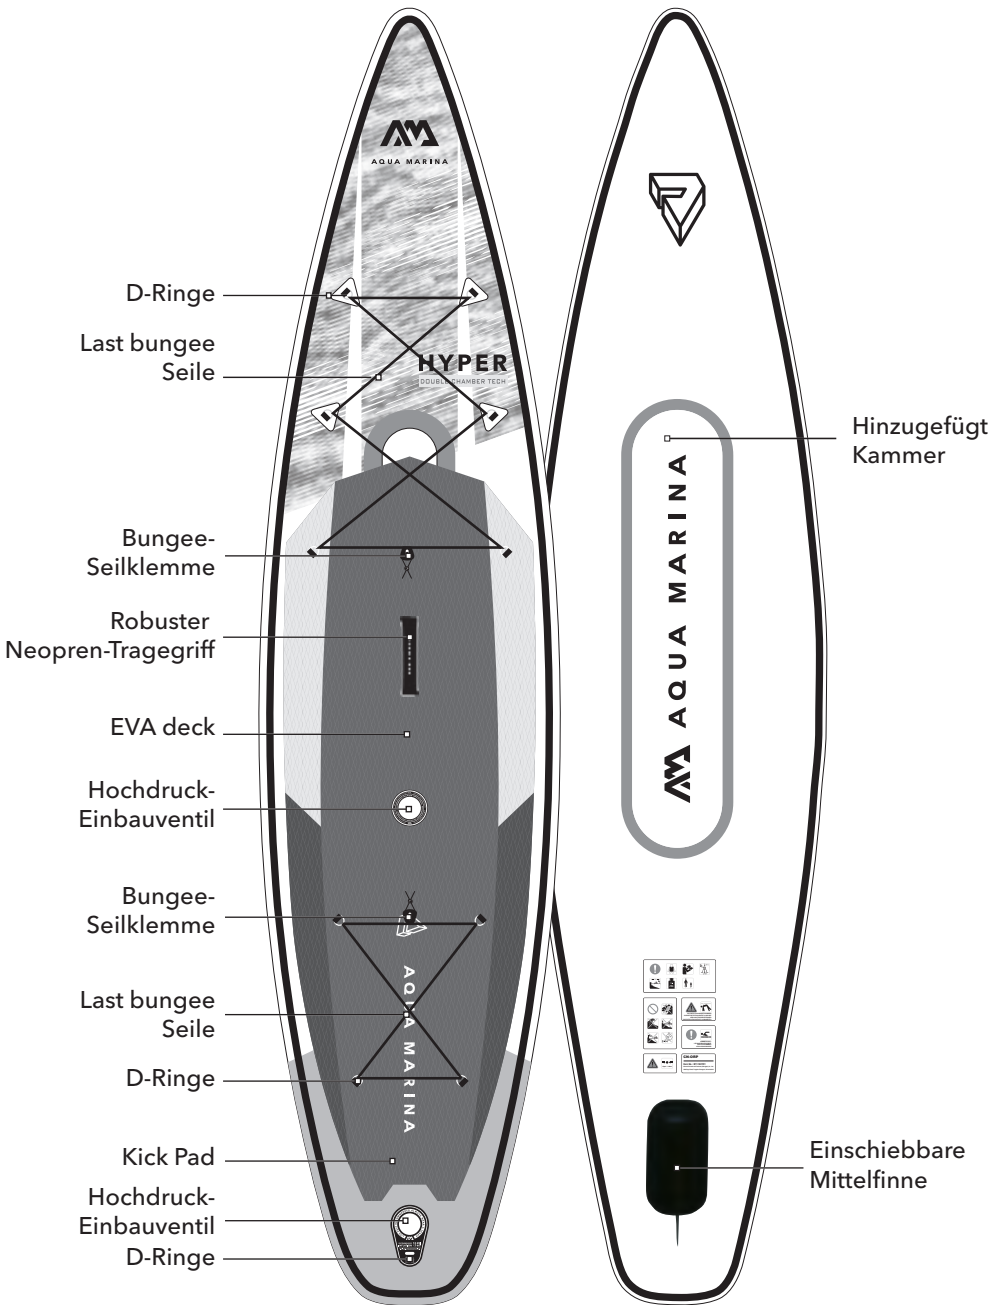 AQUA MARINA
D-Ringe
Last bungee
Seile
HYPER
DOUBLE CHAMBER TECH
Hinzugefügt
Kammer
AQUA MARINA
Bungee-
Seilklemme
Robuster
Neopren-Tragegriff
EVA deck
Hochdruck-
Einbauventil
Bungee-
Seilklemme
AQUA MARINA
Last bungee
Seile
D-Ringe
Kick Pad
Einschiebbare
Mittelfinne
Hochdruck-
Einbauventil
D-Ringe